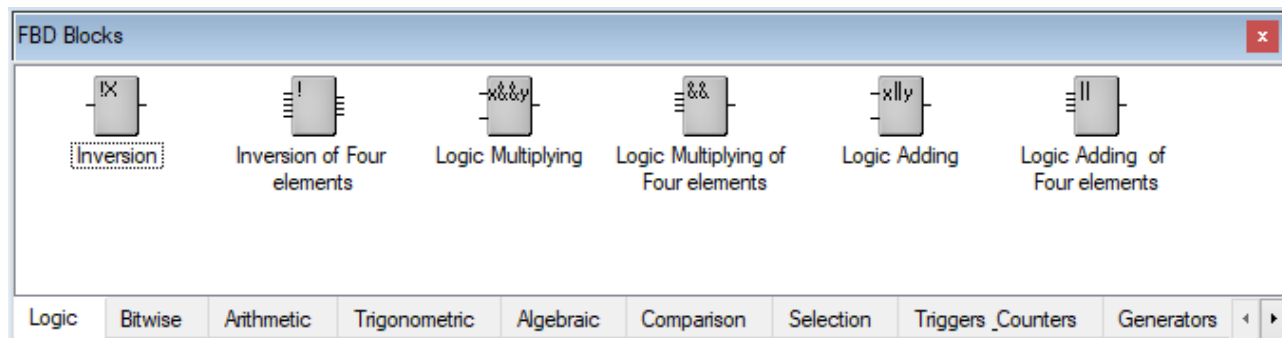 FBD Blocks
x
!X
!
x&&y
&&
x||y
||
Inversion
Inversion of Four
elements
Logic Multiplying
Logic Multiplying of
Four elements
Logic Adding
Logic Adding of
Four elements
Logic Bitwise Arithmetic Trigonometric Algebraic Comparison Selection Triggers_Counters Generators